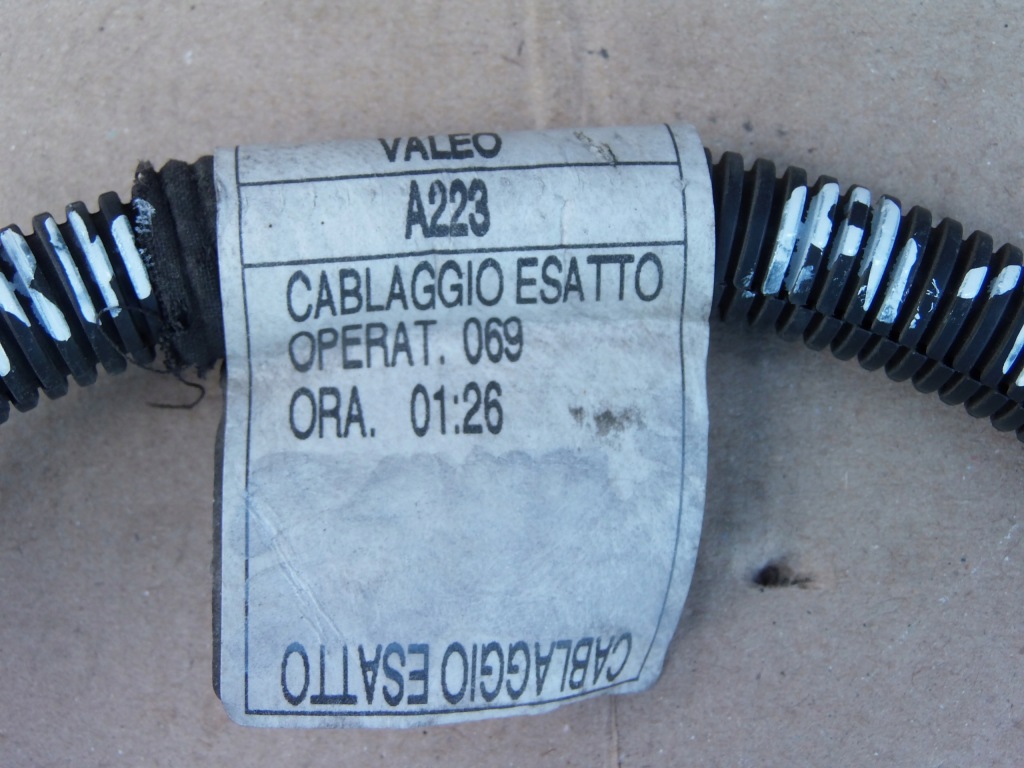 VALEO
A223
CABLAGGIO ESATTO
OPERAT. 069
ORA. 01:26
CABLAGGIO ESATTO